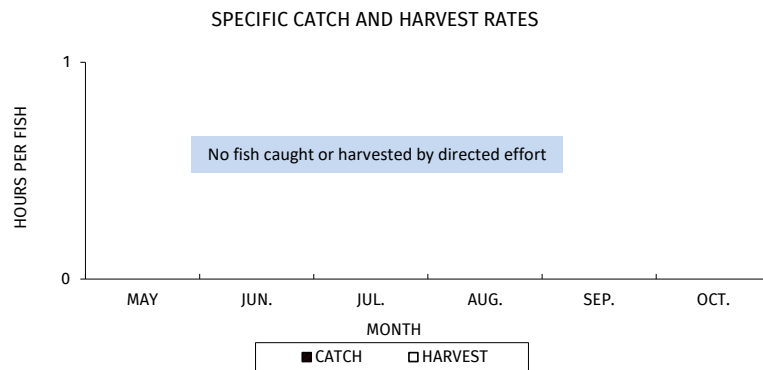 SPECIFIC CATCH AND HARVEST RATES
1
HOURS PER FISH
No fish caught or harvested by directed effort
0
MAY JUN. JUL. AUG. SEP. OCT.
MONTH
CATCH HARVEST